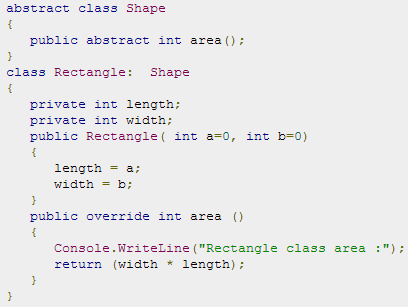 abstract class Shape
{
   public abstract int area();
}
class Rectangle:  Shape
{
   private int length;
   private int width;
   public Rectangle( int a=0, int b=0)
   {
      length = a;
      width = b;
   }
   public override int area ()
   {
      Console.WriteLine("Rectangle class area :");
      return (width * length);
   }
}